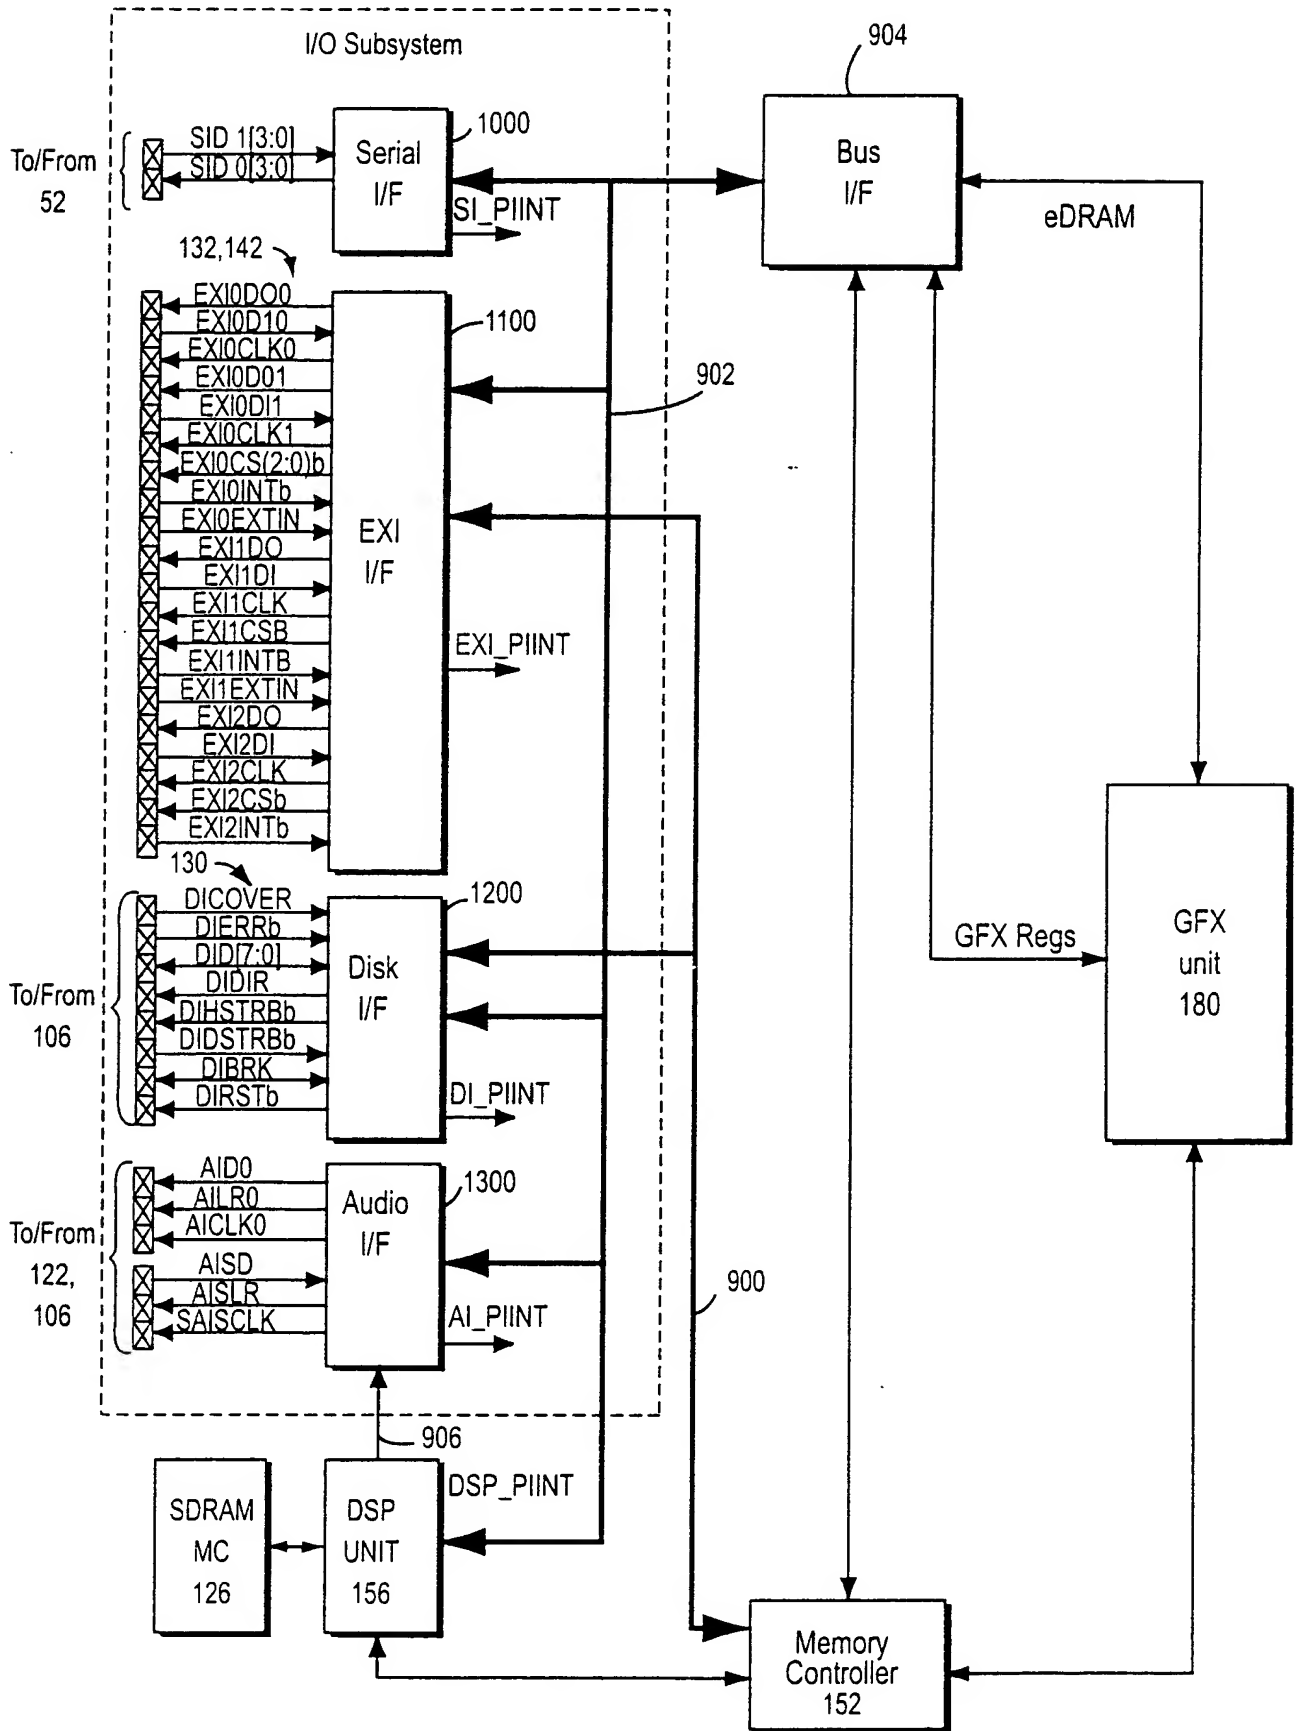 I/O Subsystem
904
To/From
52
SID 1[3:0]
SID 0[3:0]
Serial
I/F
1000
SI_PIINT
Bus
I/F
eDRAM
132,142
EXI0DO0
EXI0D10
EXI0CLK0
EXI0D01
EXI0DI1
EXI0CLK1
EXI0CS(2:0)b
EXI0INTb
EXI0EXTIN
EXI1DO
EXI1DI
EXI1CLK
EXI1CSB
EXI1INTB
EXI1EXTIN
EXI2DO
EXI2DI
EXI2CLK
EXI2CSb
EXI2INTb
EXI
I/F
1100
902
EXI_PIINT
130
To/From
106
DICOVER
DIERRb
DID[7:0]
DIDIR
DIHSTRBb
DIDSTRBb
DIBRK
DIRSTb
Disk
I/F
1200
DI_PIINT
GFX Regs
GFX
unit
180
To/From
122,
106
AID0
AILR0
AICLK0
AISD
AISLR
SAISCLK
Audio
I/F
1300
AI_PIINT
900
906
SDRAM
MC
126
DSP
UNIT
156
DSP_PIINT
Memory
Controller
152